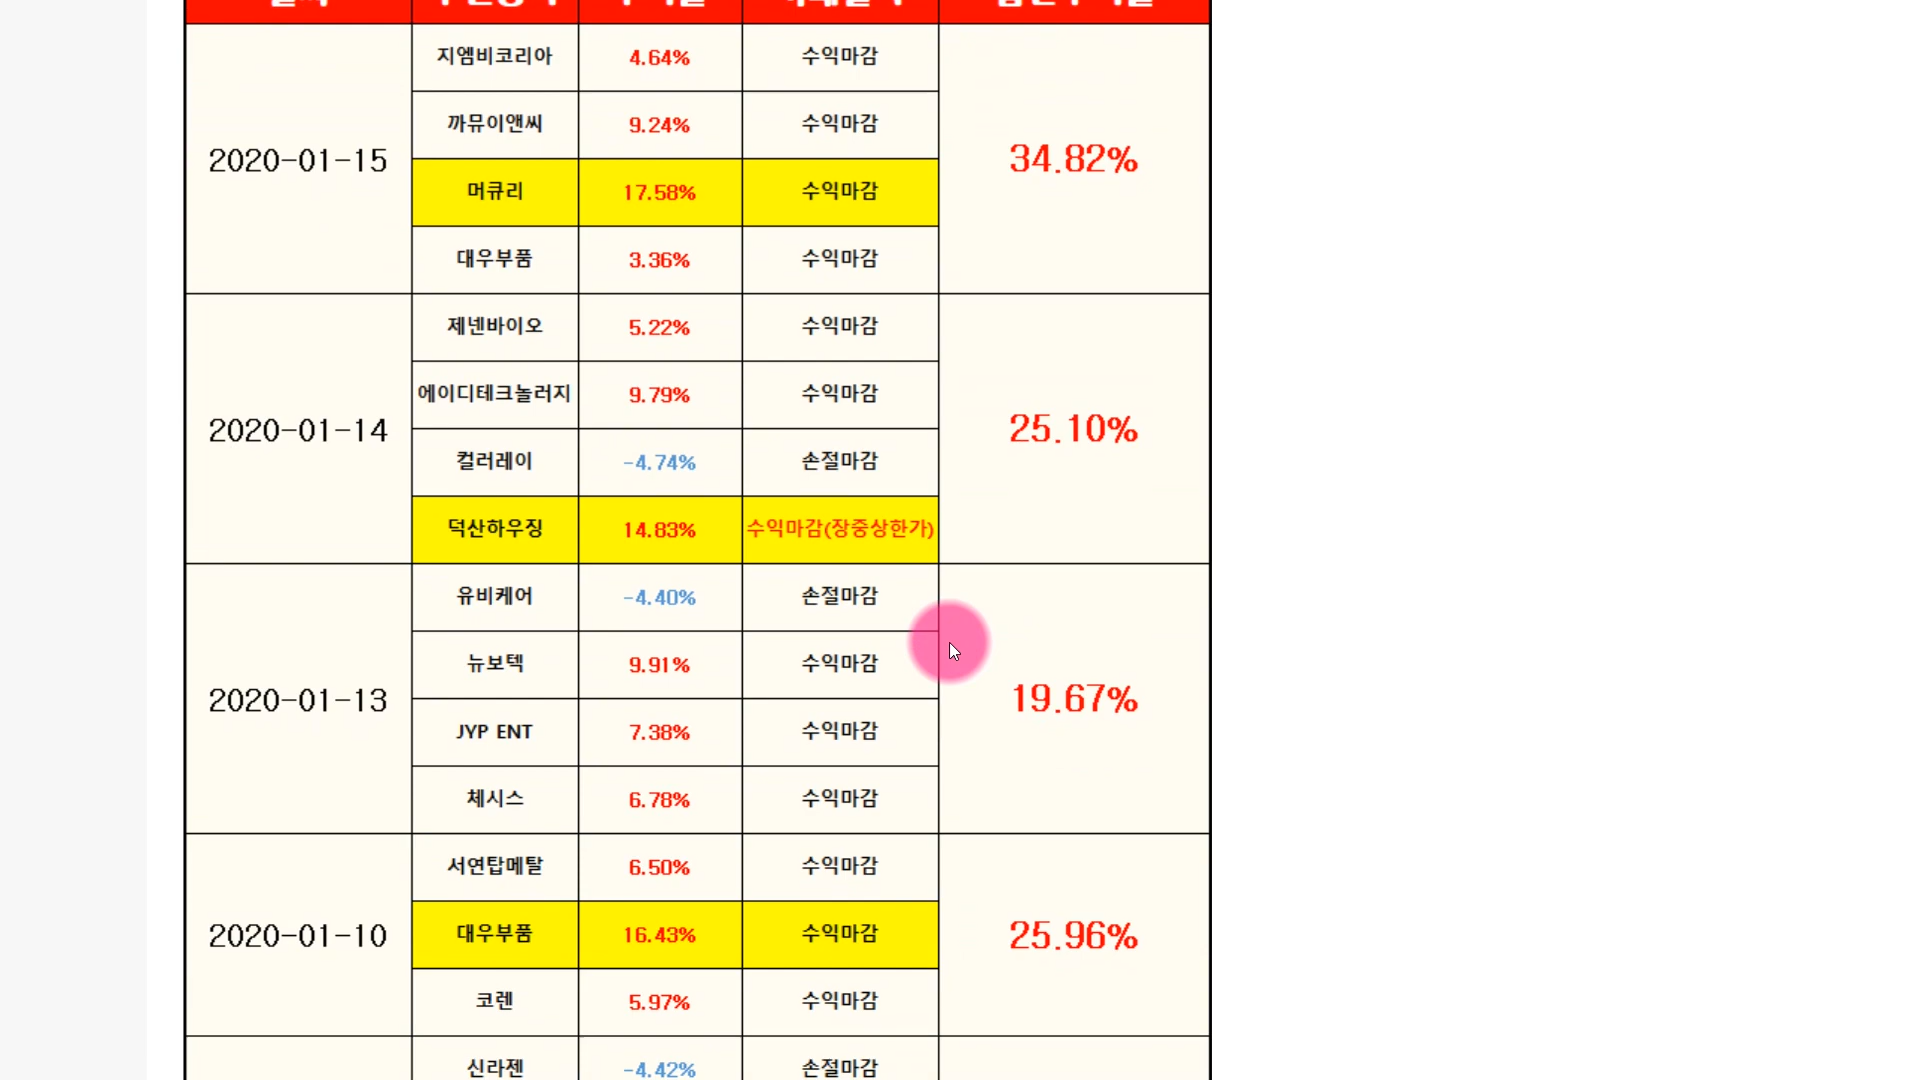 2020-01-15
지엠비코리아 4.64% 수익마감
까뮤이앤씨 9.24% 수익마감
머큐리 17.58% 수익마감
대우부품 3.36% 수익마감
34.82%
2020-01-14
제넨바이오 5.22% 수익마감
에이디테크놀러지 9.79% 수익마감
컬러레이 -4.74% 손절마감
덕산하우징 14.83% 수익마감(장중상한가)
25.10%
2020-01-13
유비케어 -4.40% 손절마감
뉴보텍 9.91% 수익마감
JYP ENT 7.38% 수익마감
체시스 6.78% 수익마감
19.67%
2020-01-10
서연탑메탈 6.50% 수익마감
대우부품 16.43% 수익마감
코렌 5.97% 수익마감
25.96%
신라젠 -4.42% 손절마감